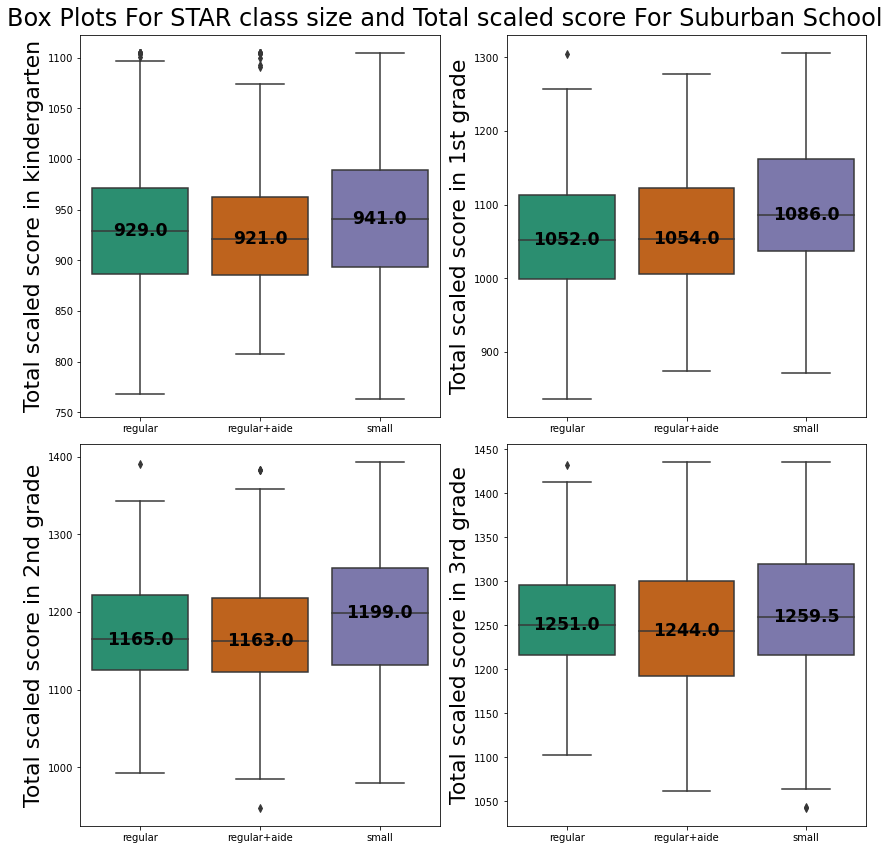 Box Plots For STAR class size and Total scaled score For Suburban School
Total scaled score in kindergarten
1100
1050
1000
950
900
850
800
750
929.0
921.0
941.0
regular
regular+aide
small
Total scaled score in 1st grade
1300
1200
1100
1000
900
1052.0
1054.0
1086.0
regular
regular+aide
small
Total scaled score in 2nd grade
1400
1300
1200
1100
1000
1165.0
1163.0
1199.0
regular
regular+aide
small
Total scaled score in 3rd grade
1450
1400
1350
1300
1250
1200
1150
1100
1050
1251.0
1244.0
1259.5
regular
regular+aide
small